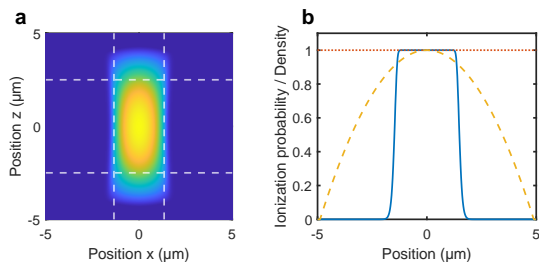 a
5
0
-5
Position z (μm)
-5
0
5
Position x (μm)
b
1
0.8
0.6
0.4
0.2
0
Ionization probability / Density
-5
0
5
Position (μm)